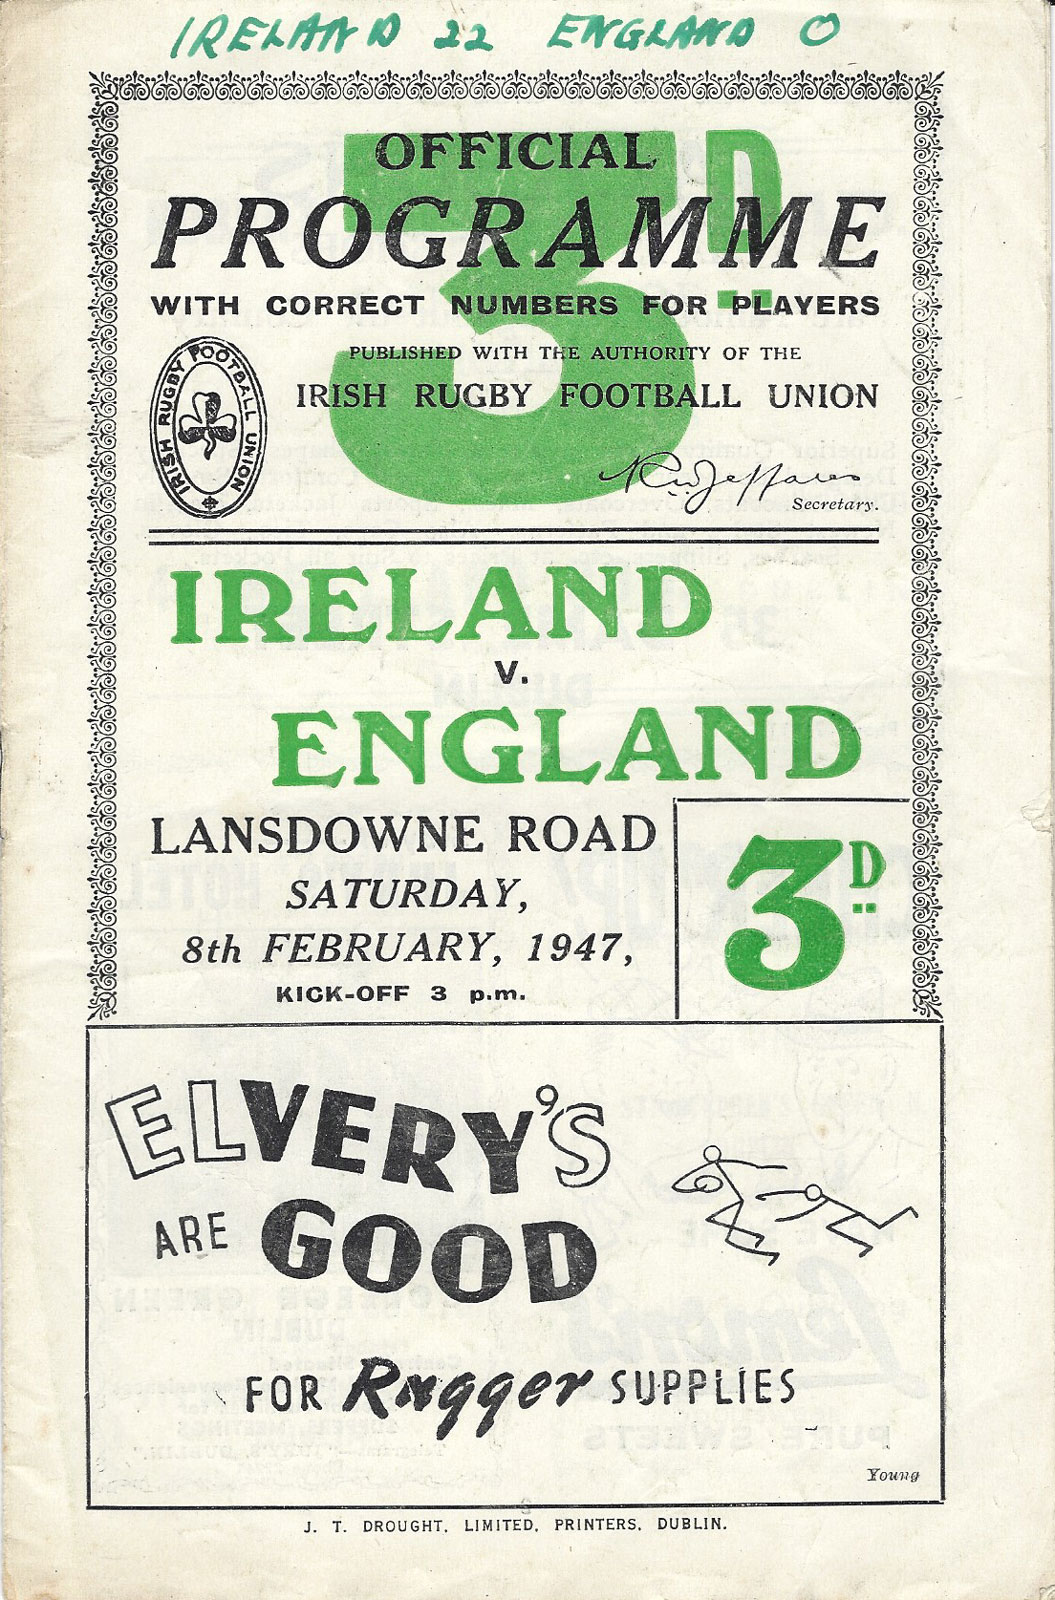 IRELAND 22 ENGLAND 0
3D
OFFICIAL
PROGRAMME
WITH CORRECT NUMBERS FOR PLAYERS
PUBLISHED WITH THE AUTHORITY OF THE
IRISH RUGBY FOOTBALL UNION
IRISH RUGBY FOOTBALL UNION
R W Jeffares
Secretary.
IRELAND
v.
ENGLAND
LANSDOWNE ROAD
SATURDAY,
8th FEBRUARY, 1947,
KICK-OFF 3 p.m.
3D
ELVERY'S
ARE GOOD
FOR Rugger SUPPLIES
Young
J. T. DROUGHT, LIMITED, PRINTERS, DUBLIN.